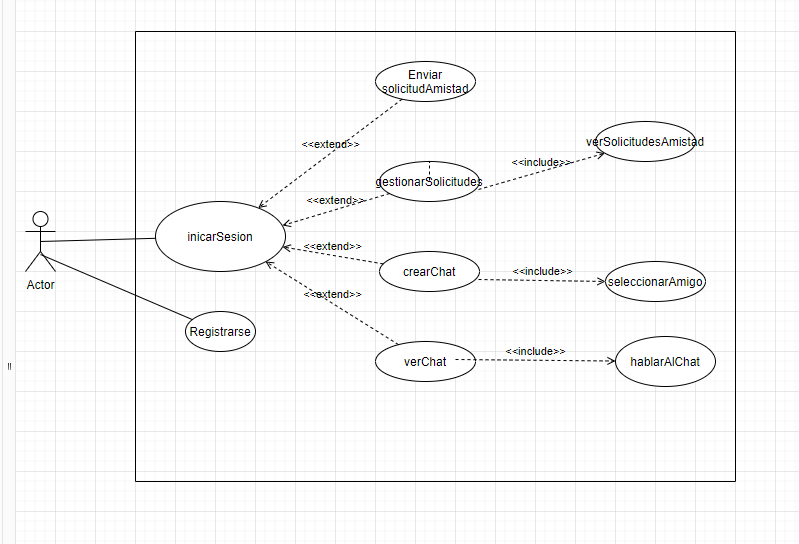 Enviar
solicitudAmistad
<<extend>>
verSolicitudesAmistad
<<include>>
gestionarSolicitudes
<<extend>>
inicarSesion
<<extend>>
crearChat
<<include>>
seleccionarAmigo
Actor
<<extend>>
Registrarse
verChat
<<include>>
hablarAlChat